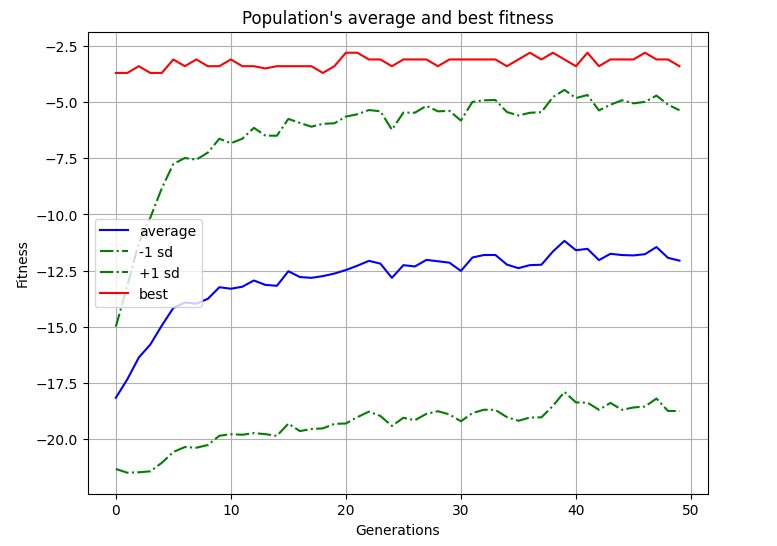 Population's average and best fitness
Fitness
−2.5
−5.0
−7.5
−10.0
−12.5
−15.0
−17.5
−20.0
average
-1 sd
+1 sd
best
0 10 20 30 40 50
Generations